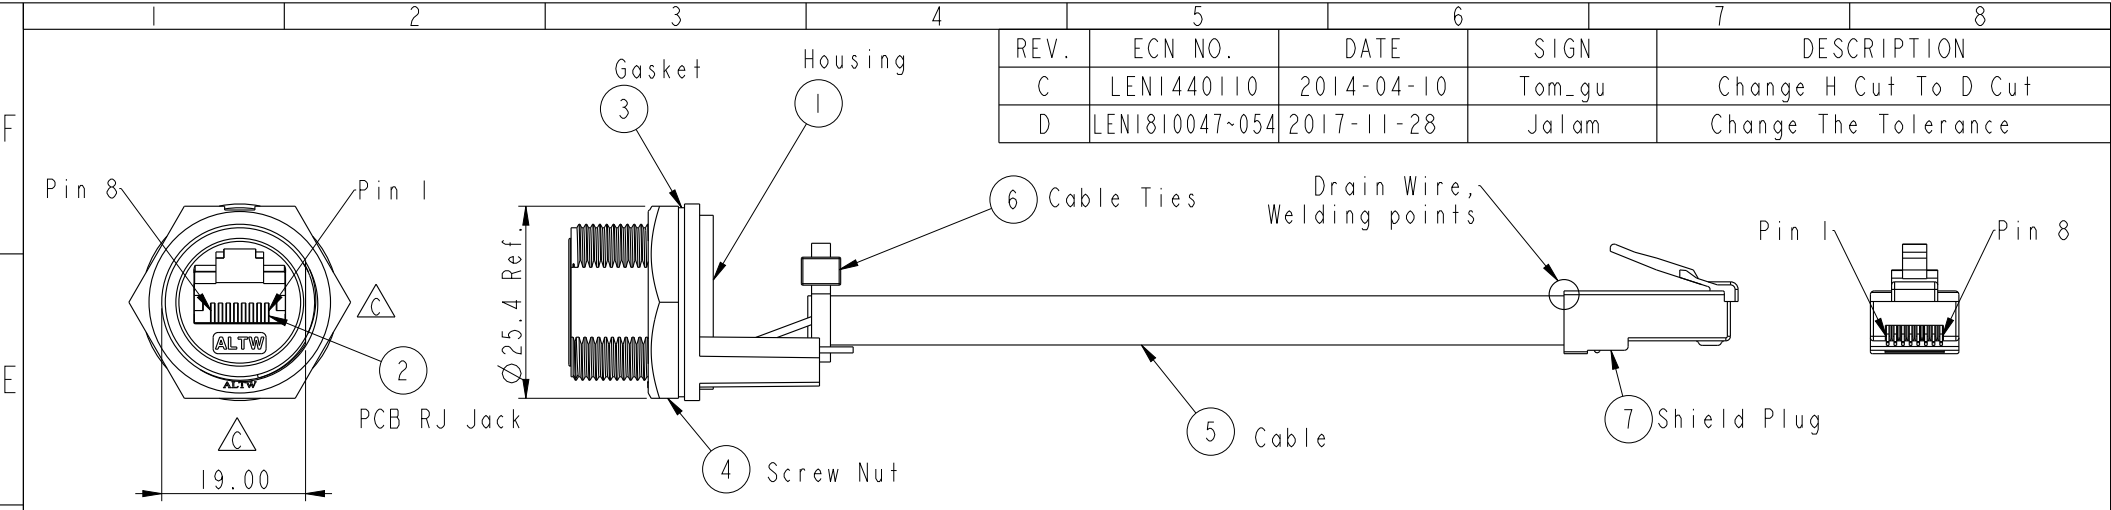 1 2 3 4 5 6 7 8
REV. ECN NO. DATE SIGN DESCRIPTION
C LEN1440110 2014-04-10 Tom_gu Change H Cut To D Cut
D LEN1810047~054 2017-11-28 Jalam Change The Tolerance
F
E
Gasket
3
Housing
1
Pin 8
Pin 1
6 Cable Ties
Drain Wire,
Welding points
Pin 1
Pin 8
C
Ø25.4 Ref.
ALTW
ALTW
2
PCB RJ Jack
C
19.00
4 Screw Nut
5 Cable
7 Shield Plug